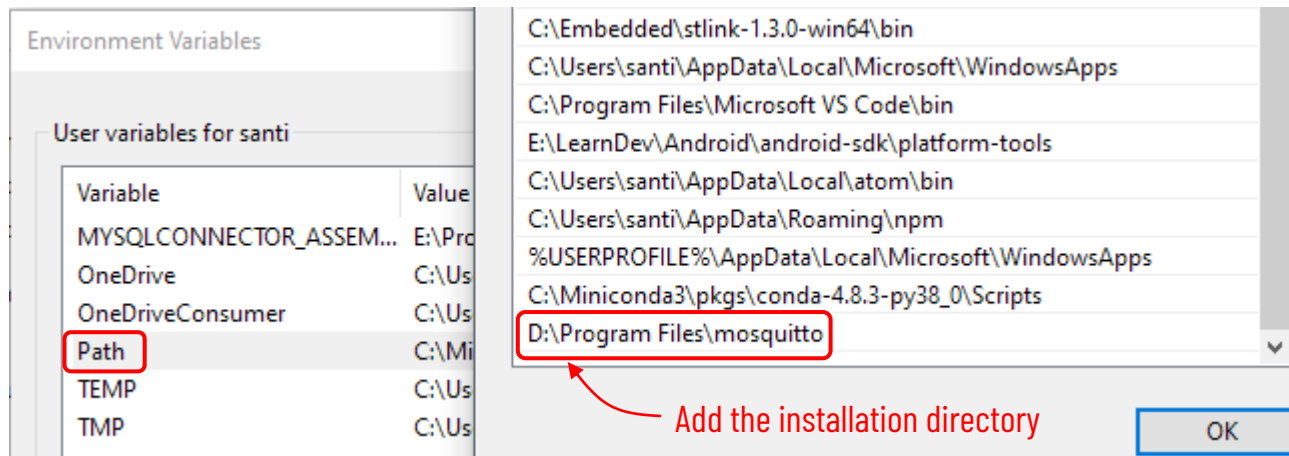 Environment Variables
User variables for santi
Variable Value
MYSQLCONNECTOR_ASSEM... E:\Prc
OneDrive C:\Us
OneDriveConsumer C:\Us
Path C:\Mi
TEMP C:\Us
TMP C:\Us
C:\Embedded\stlink-1.3.0-win64\bin
C:\Users\santi\AppData\Local\Microsoft\WindowsApps
C:\Program Files\Microsoft VS Code\bin
E:\LearnDev\Android\android-sdk\platform-tools
C:\Users\santi\AppData\Local\atom\bin
C:\Users\santi\AppData\Roaming\npm
%USERPROFILE%\AppData\Local\Microsoft\WindowsApps
C:\Miniconda3\pkgs\conda-4.8.3-py38_0\Scripts
D:\Program Files\mosquitto
Add the installation directory
OK